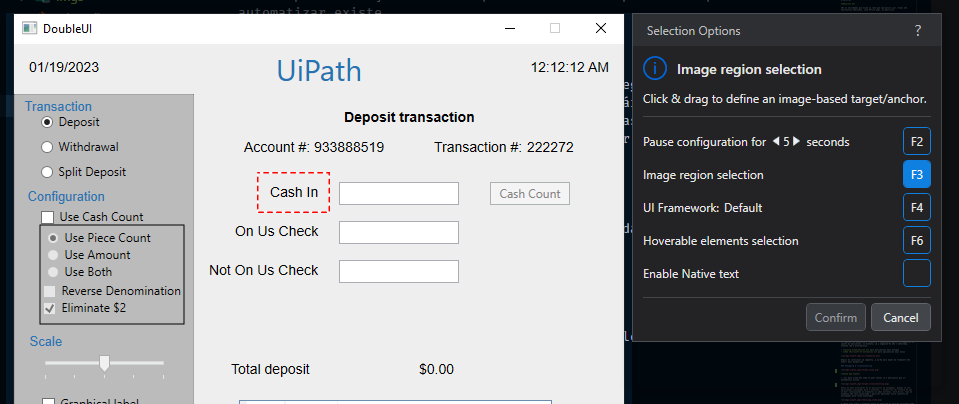 automatizar existe
DoubleUI
01/19/2023
UiPath
12:12:12 AM
Transaction
Deposit
Withdrawal
Split Deposit
Configuration
Use Cash Count
Use Piece Count
Use Amount
Use Both
Reverse Denomination
Eliminate $2
Scale
Graphical label
Deposit transaction
Account #: 933888519
Transaction #: 222272
Cash In
Cash Count
On Us Check
Not On Us Check
Total deposit
$0.00
Selection Options
?
Image region selection
Click & drag to define an image-based target/anchor.
Pause configuration for 5 seconds
F2
Image region selection
F3
UI Framework: Default
F4
Hoverable elements selection
F6
Enable Native text
Confirm
Cancel